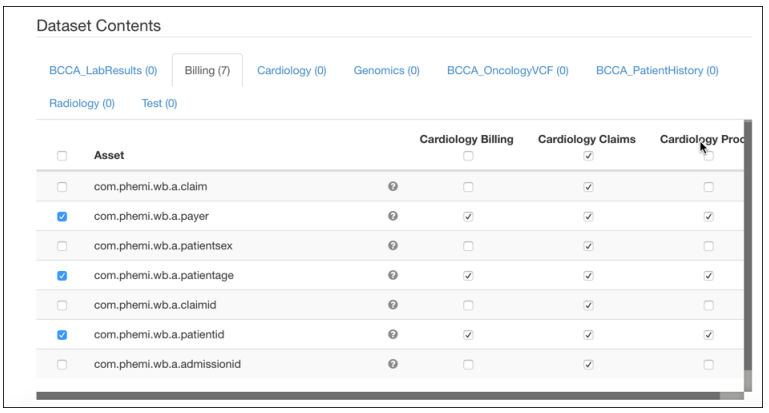 Dataset Contents
BCCA_LabResults (0) Billing (7) Cardiology (0) Genomics (0) BCCA_OncologyVCF (0) BCCA_PatientHistory (0)
Radiology (0) Test (0)
Asset Cardiology Billing Cardiology Claims Cardiology Proc
com.phemi.wb.a.claim
com.phemi.wb.a.payer
com.phemi.wb.a.patientsex
com.phemi.wb.a.patientage
com.phemi.wb.a.claimid
com.phemi.wb.a.patientid
com.phemi.wb.a.admissionid